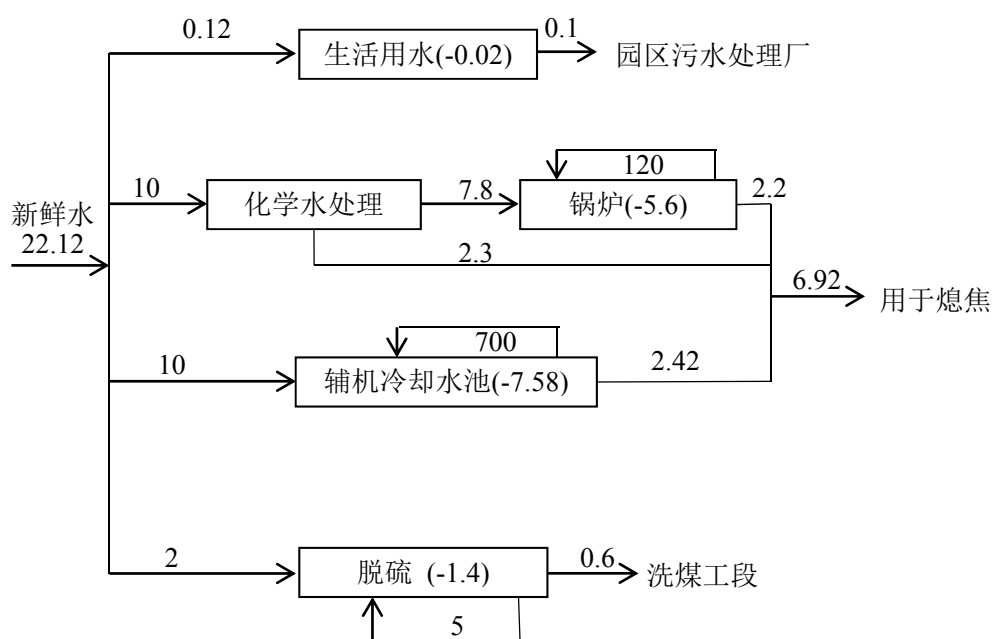 0.12
生活用水(-0.02)
0.1
园区污水处理厂
新鲜水
22.12
10
化学水处理
7.8
120
锅炉(-5.6)
2.2
2.3
6.92
用于熄焦
10
700
辅机冷却水池(-7.58)
2.42
2
脱硫 (-1.4)
0.6
洗煤工段
5